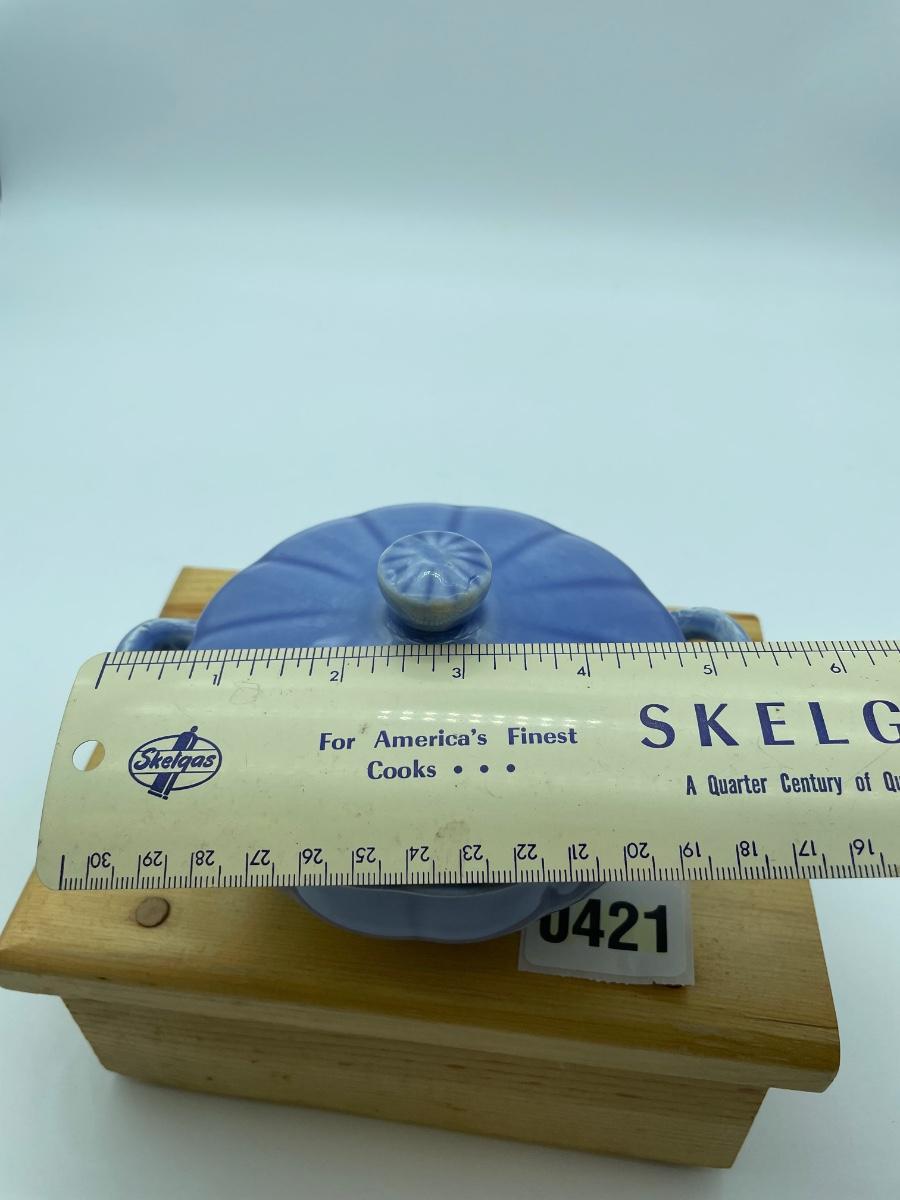 1 2 3 4 5 6
Skelgas
For America's Finest
Cooks • • •
SKELG
A Quarter Century of Qu
30 29 28 27 26 25 24 23 22 21 20 19 18 17 16
0421